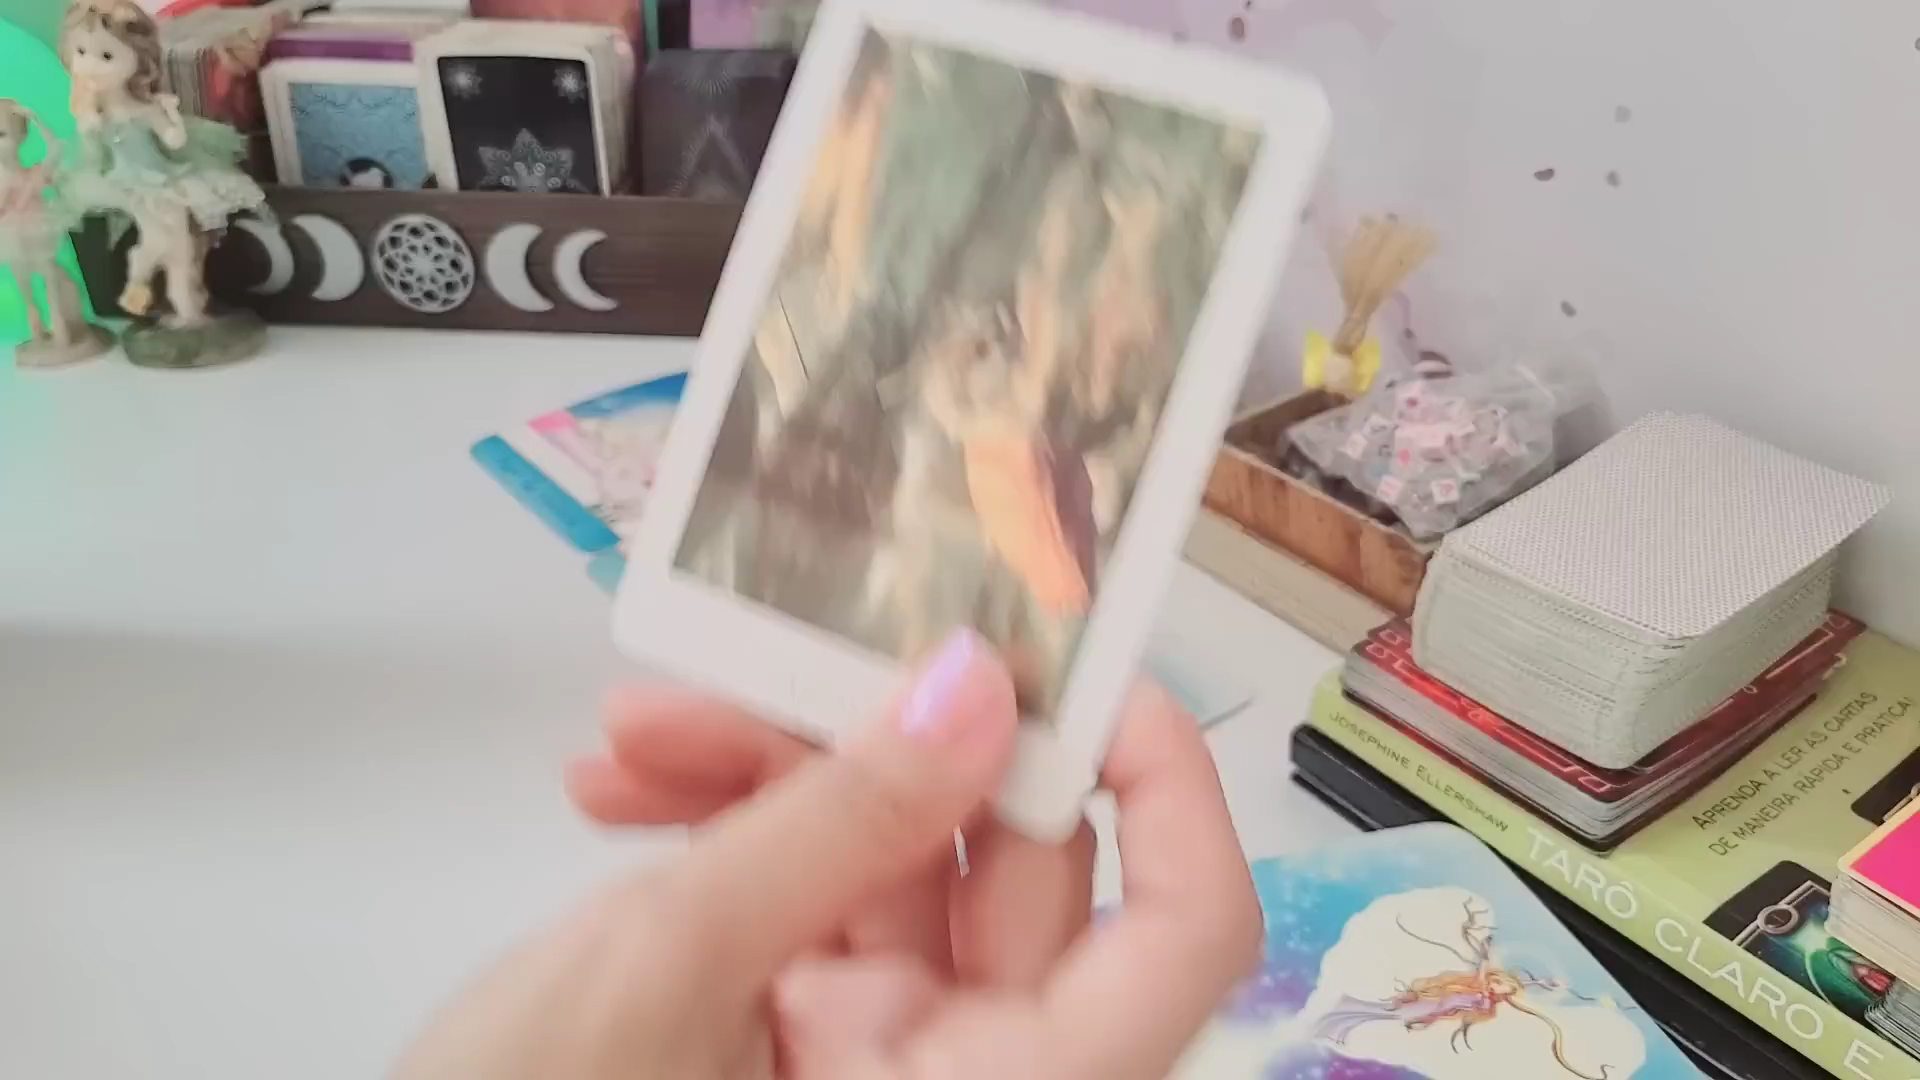 JOSEPHINE ELLERSHAW
TARÔ CLARO E
APRENDA A LER AS CARTAS
DE MANEIRA RÁPIDA E PRÁTICA!